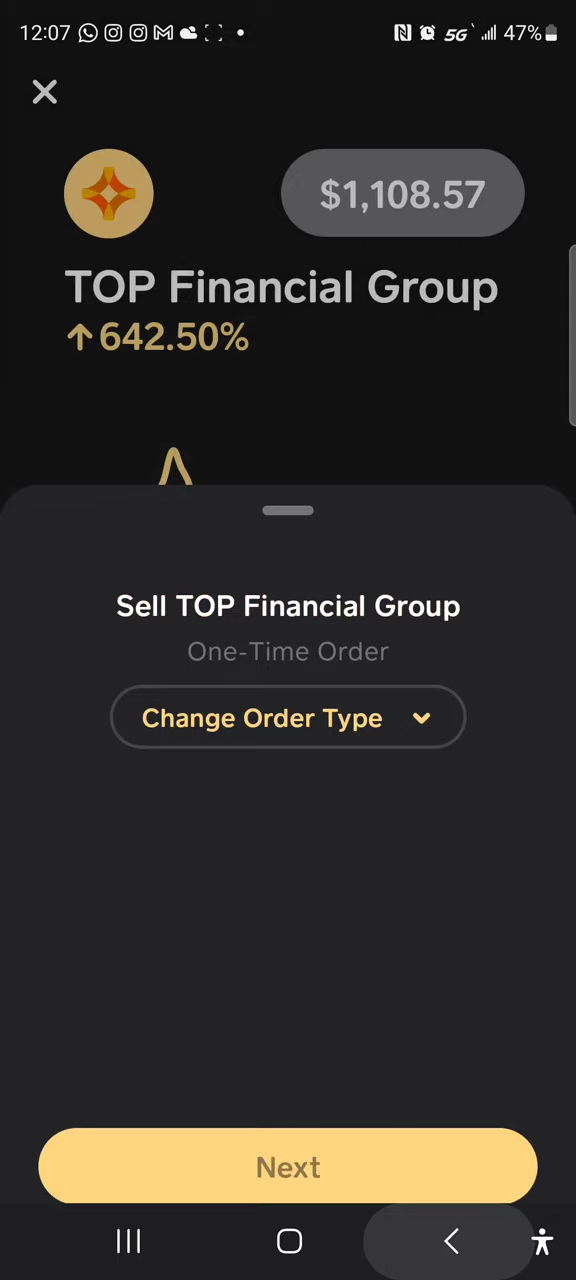 12:07 5G 47%
$1,108.57
TOP Financial Group
↑642.50%
Sell TOP Financial Group
One-Time Order
Change Order Type
Next